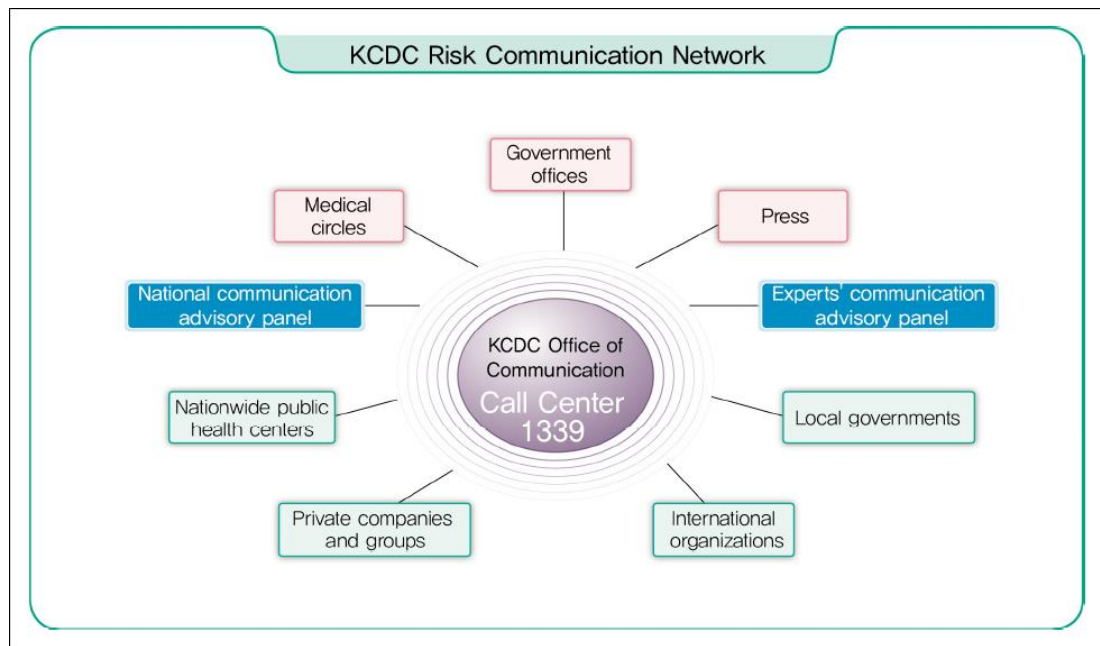 KCDC Risk Communication Network
Government
offices
Medical
circles
Press
National communication
advisory panel
Experts' communication
advisory panel
KCDC Office of
Communication
Call Center
1339
Nationwide public
health centers
Local governments
Private companies
and groups
International
organizations